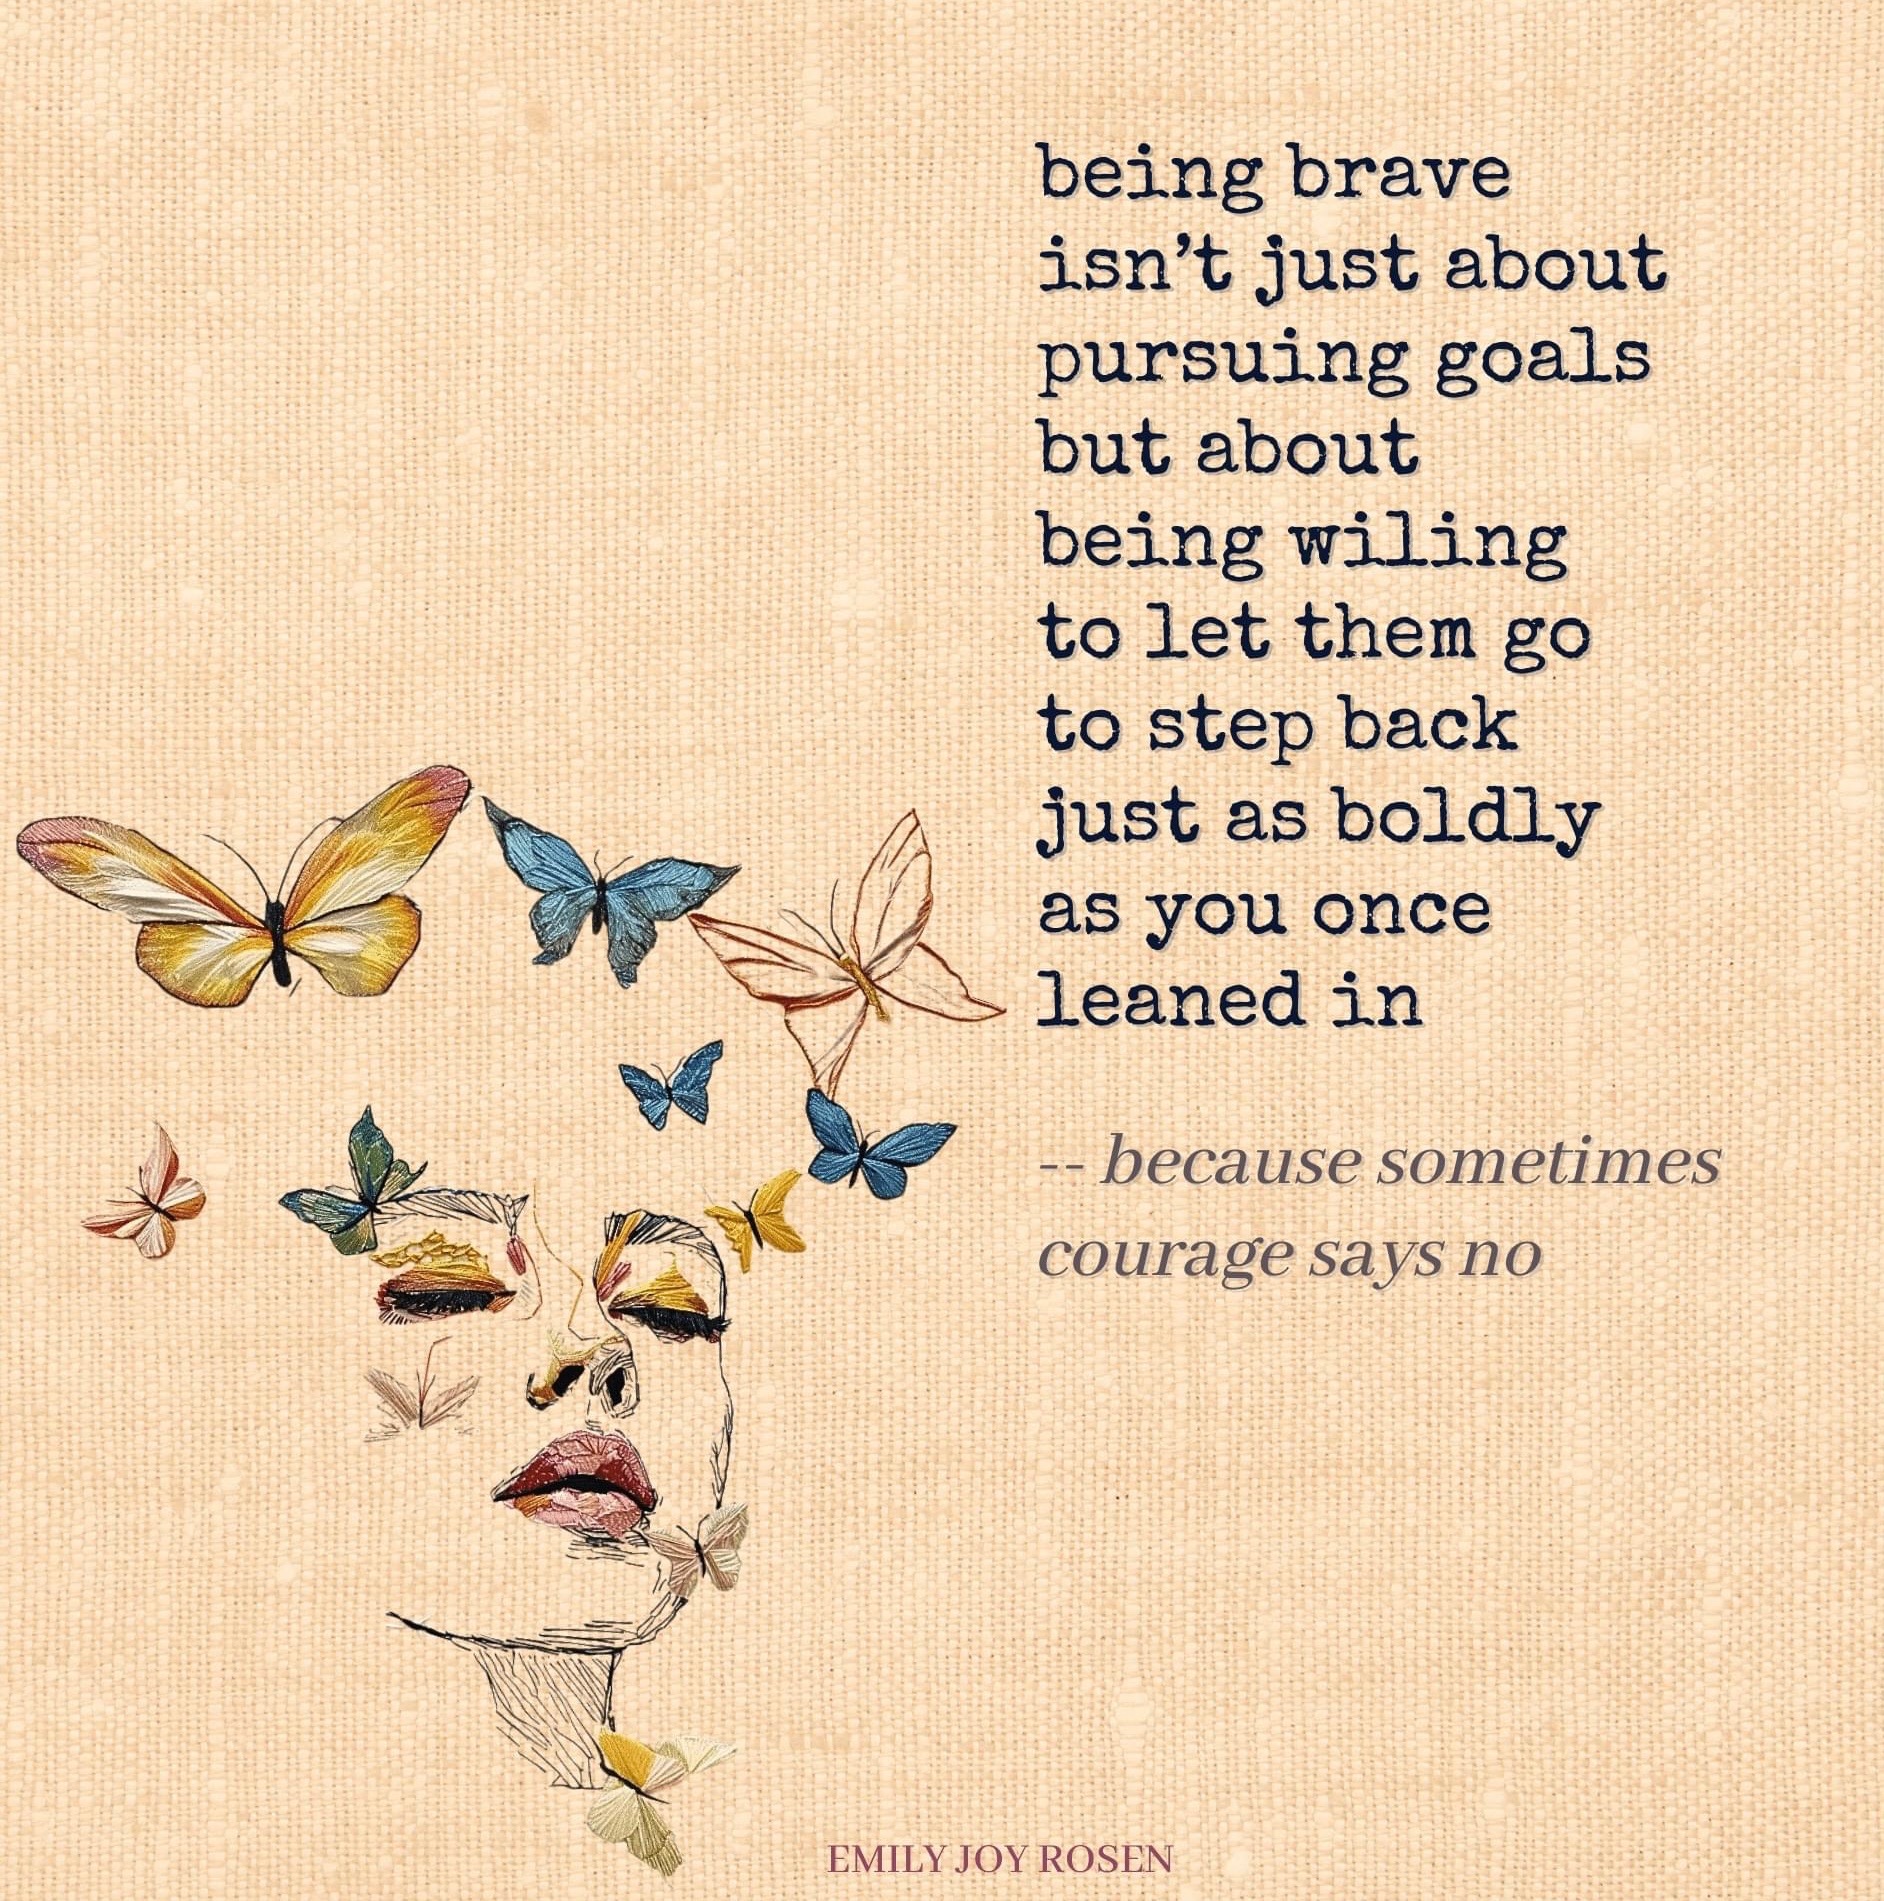 being brave
isn’t just about
pursuing goals
but about
being wiling
to let them go
to step back
just as boldly
as you once
leaned in
-- because sometimes
courage says no
EMILY JOY ROSEN